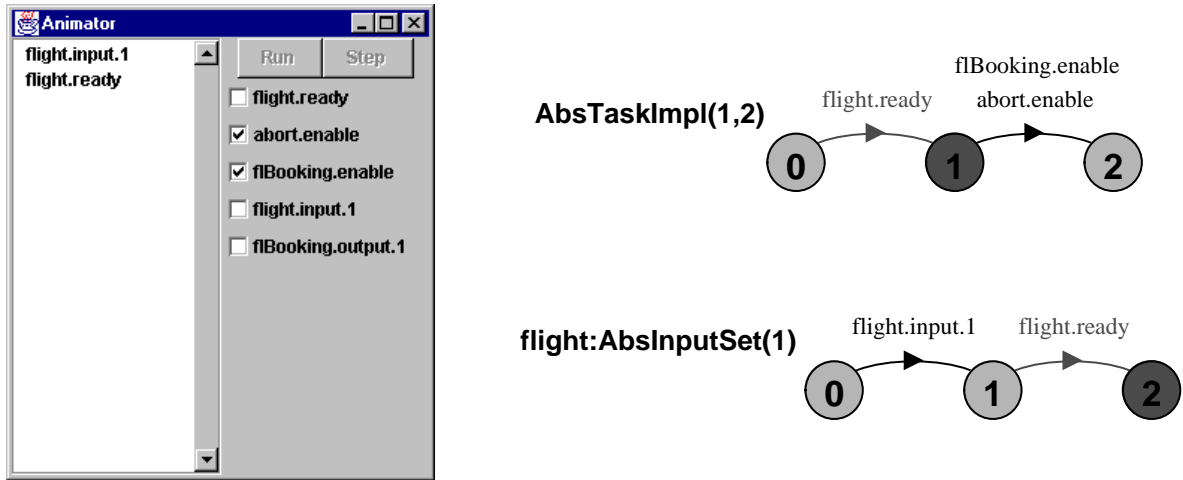 Animator
flight.input.1
flight.ready
Run Step
flight.ready
abort.enable
flBooking.enable
flight.input.1
flBooking.output.1
AbsTaskImpl(1,2)
flight.ready
flBooking.enable
abort.enable
0 1 2
flight:AbsInputSet(1)
flight.input.1 flight.ready
0 1 2